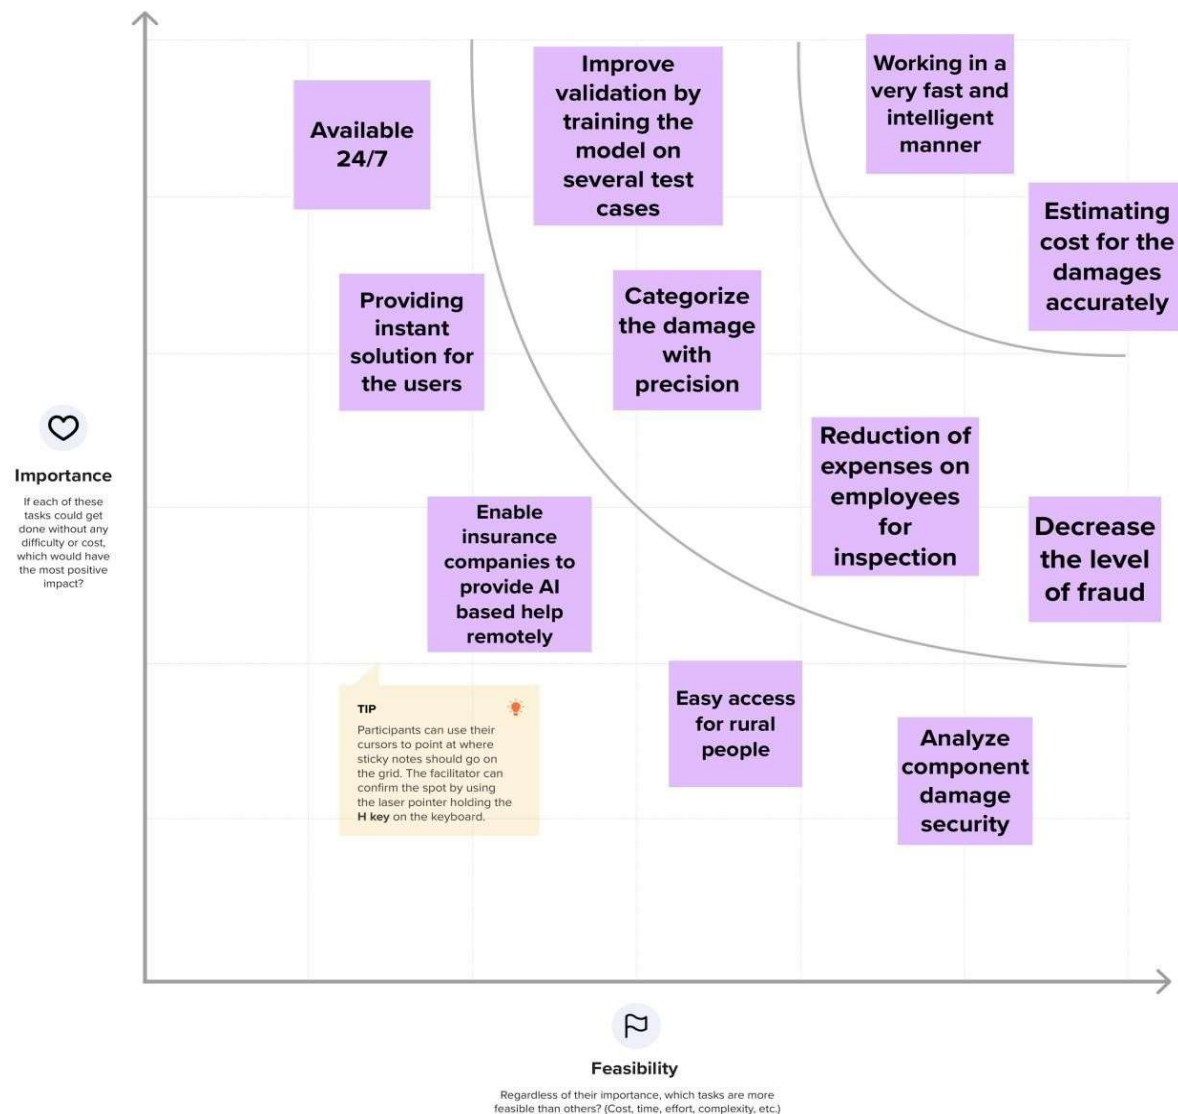 Available
24/7
Improve
validation by
training the
model on
several test
cases
Working in a
very fast and
intelligent
manner
Estimating
cost for the
damages
accurately
Providing
instant
solution for
the users
Categorize
the damage
with
precision
Importance
If each of these
tasks could get
done without any
difficulty or cost,
which would have
the most positive
impact?
Reduction of
expenses on
employees
for
inspection
Enable
insurance
companies to
provide AI
based help
remotely
Decrease
the level
of fraud
TIP
Participants can use their
cursors to point at where
sticky notes should go on
the grid. The facilitator can
confirm the spot by using
the laser pointer holding the
H key on the keyboard.
Easy access
for rural
people
Analyze
component
damage
security
Feasibility
Regardless of their importance, which tasks are more
feasible than others? (Cost, time, effort, complexity, etc.)